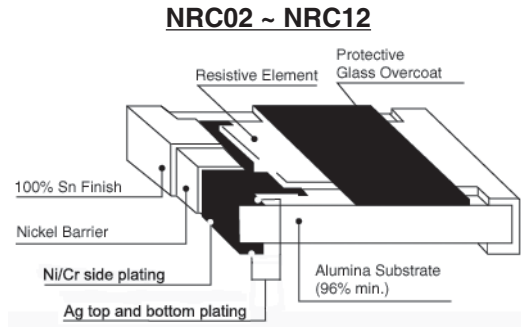 NRC02 ~ NRC12
Protective
Glass Overcoat
Resistive Element
100% Sn Finish
Nickel Barrier
Ni/Cr side plating
Ag top and bottom plating
Alumina Substrate
(96% min.)